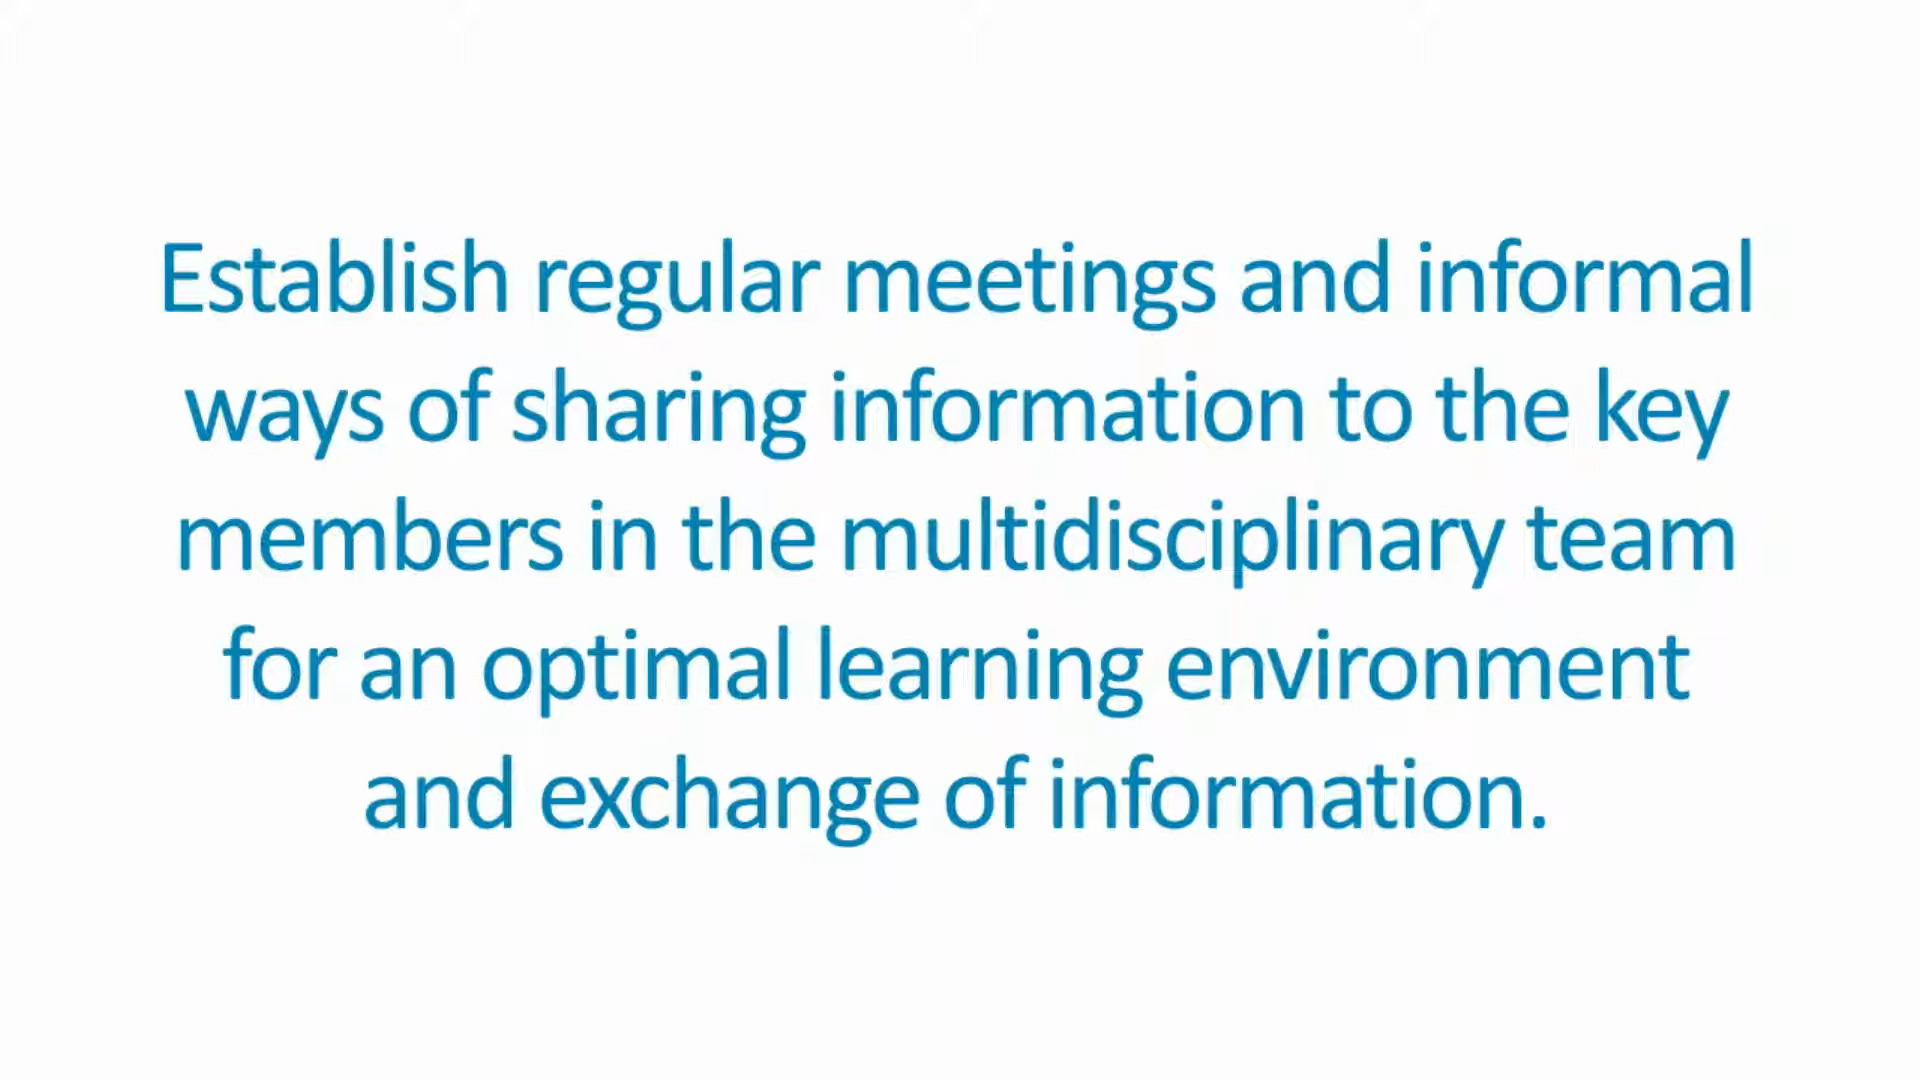 Establish regular meetings and informal
ways of sharing information to the key
members in the multidisciplinary team
for an optimal learning environment
and exchange of information.